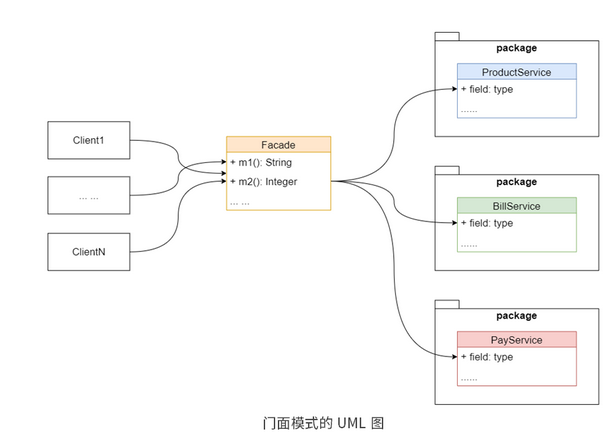 Client1
... ...
ClientN
Facade
+ m1(): String
+ m2(): Integer
... ...
package
ProductService
+ field: type
......
package
BillService
+ field: type
......
package
PayService
+ field: type
......
门面模式的 UML 图